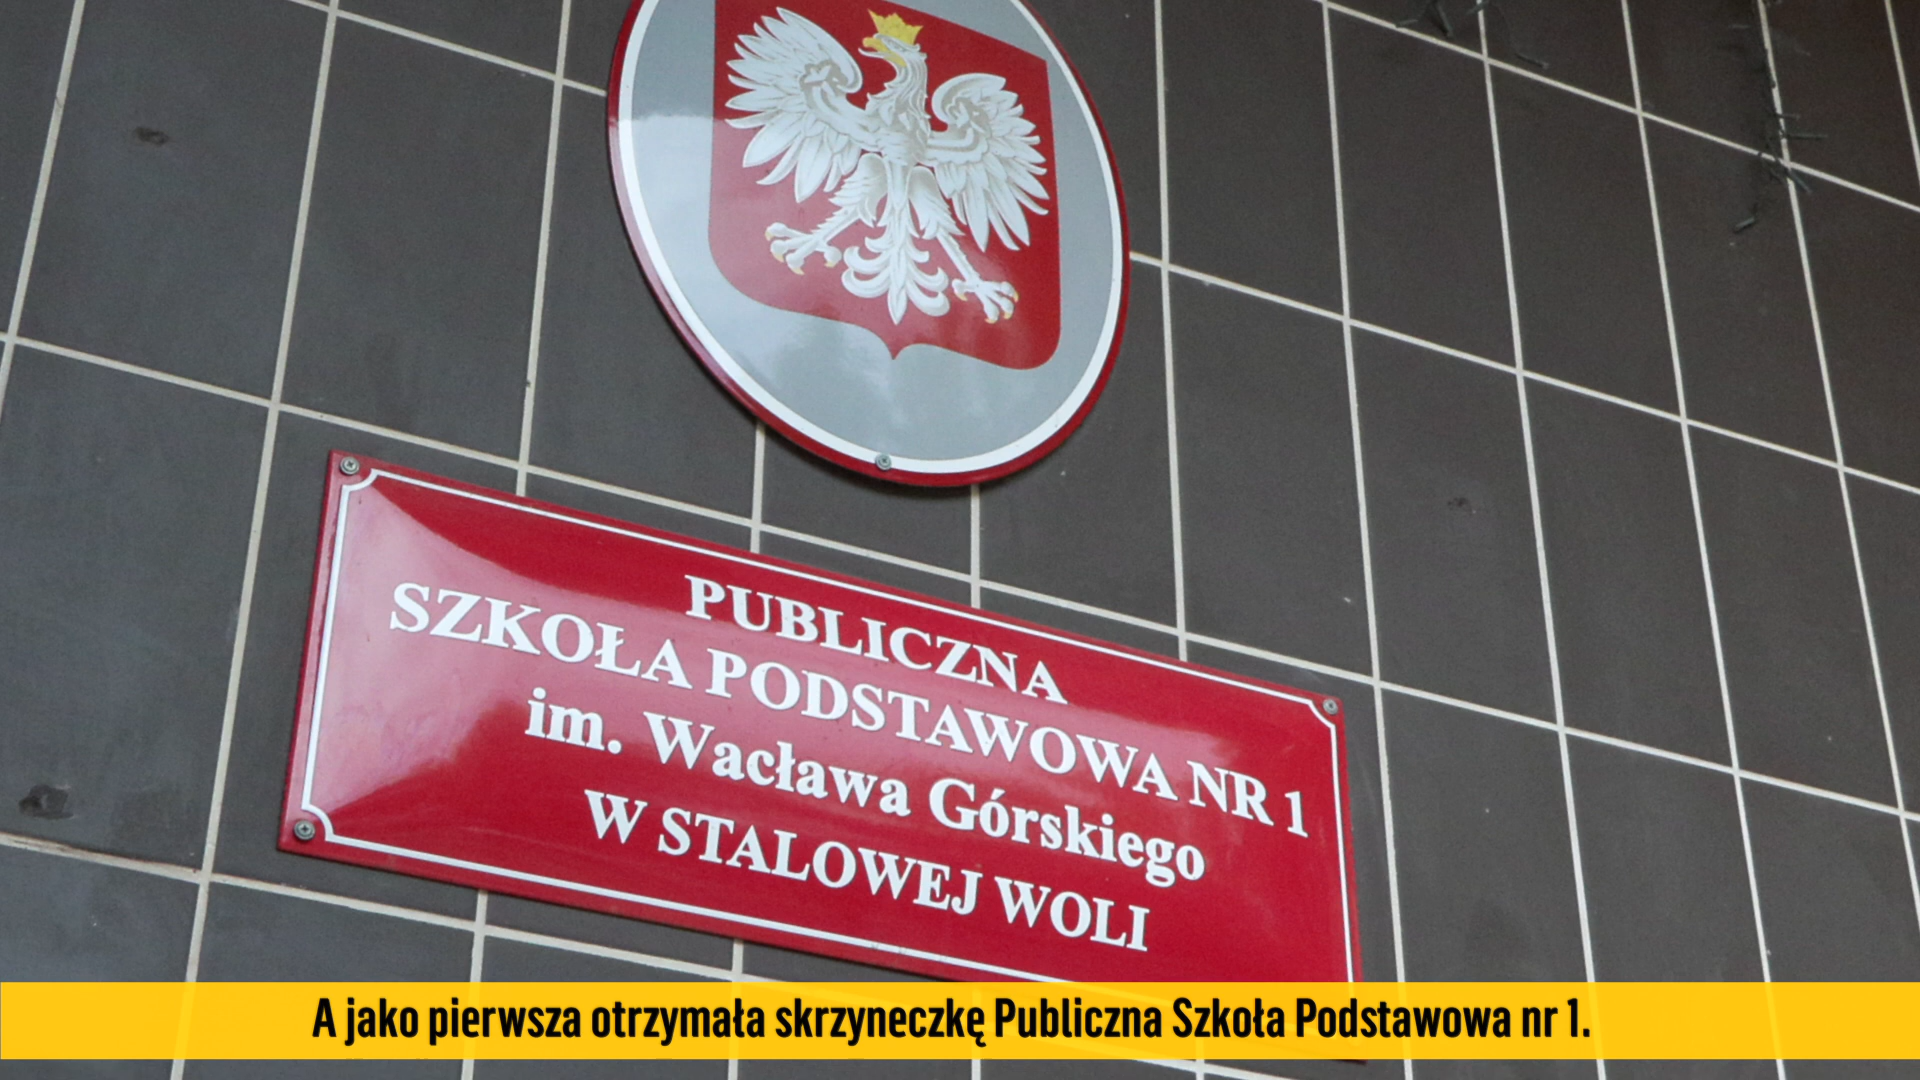 PUBLICZNA
SZKOŁA PODSTAWOWA NR 1
im. Wacława Górskiego
W STALOWEJ WOLI
A jako pierwsza otrzymała skrzyneczkę Publiczna Szkoła Podstawowa nr 1.